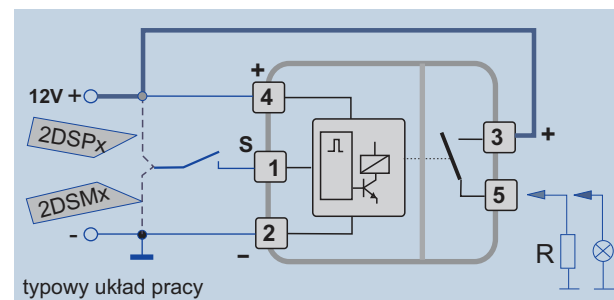 +
12V +
4
3
+
2DSPx
S
1
5
2DSMx
2
R
-
–
typowy układ pracy